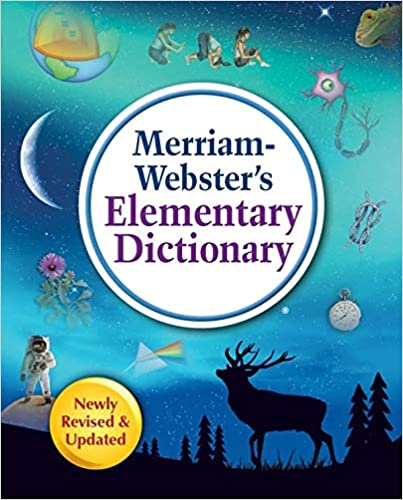 Merriam-
Webster's
Elementary
Dictionary
®
Newly
Revised &
Updated